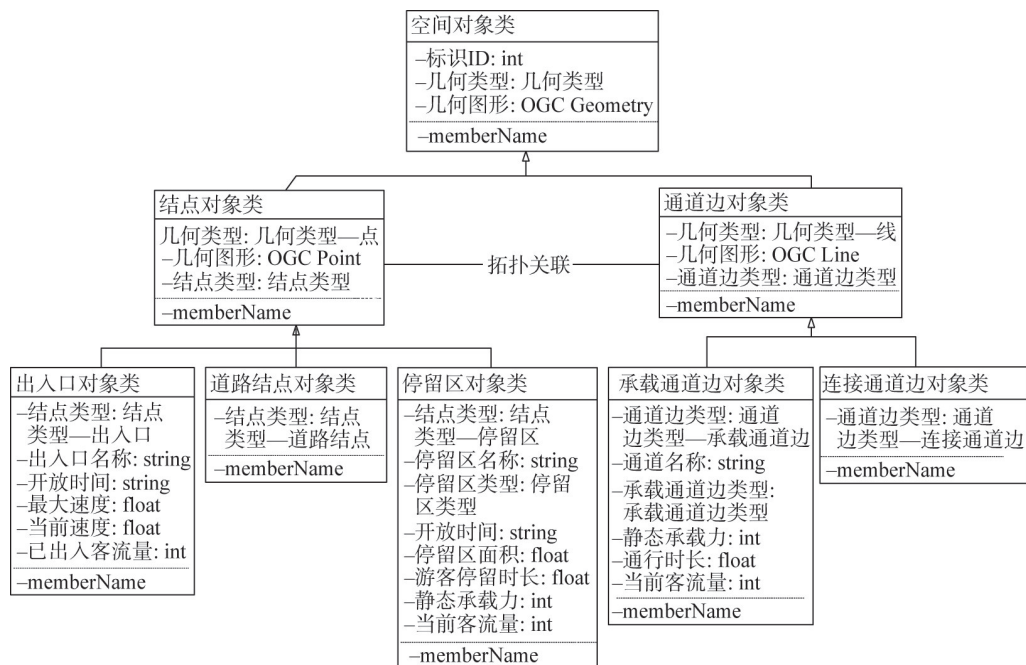 空间对象类
–标识ID: int
–几何类型: 几何类型
–几何图形: OGC Geometry
–memberName
结点对象类
几何类型: 几何类型—点
–几何图形: OGC Point
–结点类型: 结点类型
–memberName
拓扑关联
通道边对象类
–几何类型: 几何类型—线
–几何图形: OGC Line
–通道边类型: 通道边类型
–memberName
出入口对象类
–结点类型: 结点
类型—出入口
–出入口名称: string
–开放时间: string
–最大速度: float
–当前速度: float
–已出入客流量: int
–memberName
道路结点对象类
–结点类型: 结点
类型—道路结点
–memberName
停留区对象类
–结点类型: 结点
类型—停留区
–停留区名称: string
–停留区类型: 停留
区类型
–开放时间: string
–停留区面积: float
–游客停留时长: float
–静态承载力: int
–当前客流量: int
–memberName
承载通道边对象类
–通道边类型: 通道
边类型—承载通道边
–通道名称: string
–承载通道边类型:
承载通道边类型
–静态承载力: int
–通行时长: float
–当前客流量: int
–memberName
连接通道边对象类
–通道边类型: 通道
边类型—连接通道边
–memberName